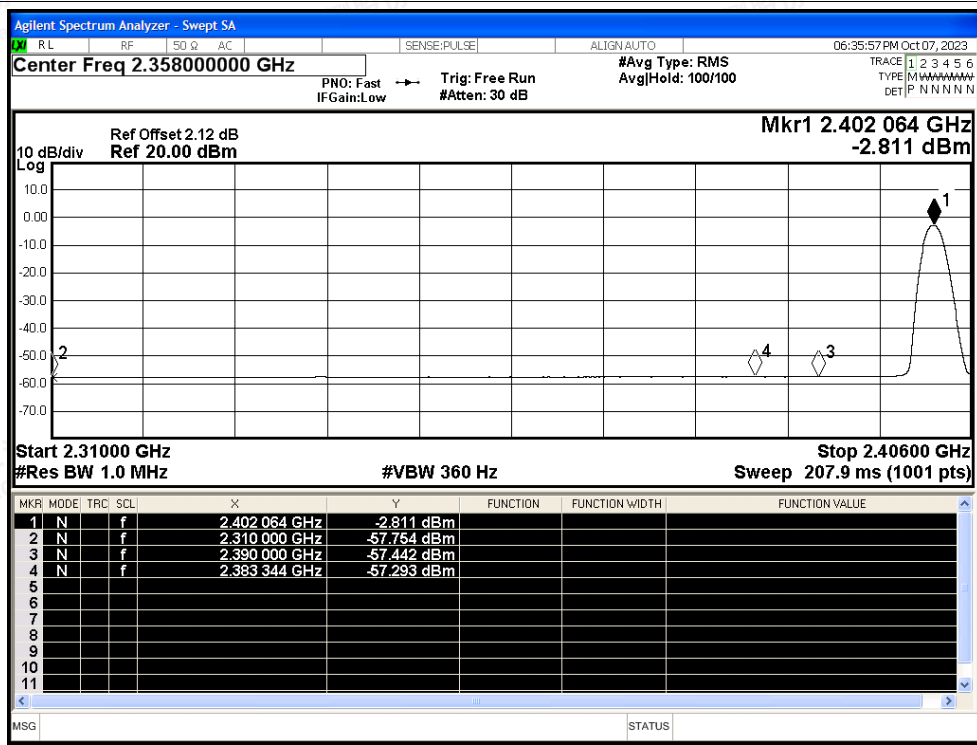 Agilent Spectrum Analyzer - Swept SA
LXI RL RF 50 Ω AC SENSE:PULSE ALIGN AUTO 06:35:57 PM Oct 07, 2023
Center Freq 2.358000000 GHz
PNO: Fast Trig: Free Run #Avg Type: RMS TRACE 1 2 3 4 5 6
IFGain:Low #Atten: 30 dB Avg|Hold: 100/100 TYPE M WWWWW
DET P N N N N N
Ref Offset 2.12 dB Mkr1 2.402 064 GHz
10 dB/div Ref 20.00 dBm -2.811 dBm
Log
10.0
0.00
-10.0
-20.0
-30.0
-40.0
-50.0
-60.0
-70.0
1
2
4
3
Start 2.31000 GHz Stop 2.40600 GHz
#Res BW 1.0 MHz #VBW 360 Hz Sweep 207.9 ms (1001 pts)
MKR MODE TRC SCL X Y FUNCTION FUNCTION WIDTH FUNCTION VALUE
1 N f 2.402 064 GHz -2.811 dBm
2 N f 2.310 000 GHz -57.754 dBm
3 N f 2.390 000 GHz -57.442 dBm
4 N f 2.383 344 GHz -57.293 dBm
5
6
7
8
9
10
11
MSG STATUS